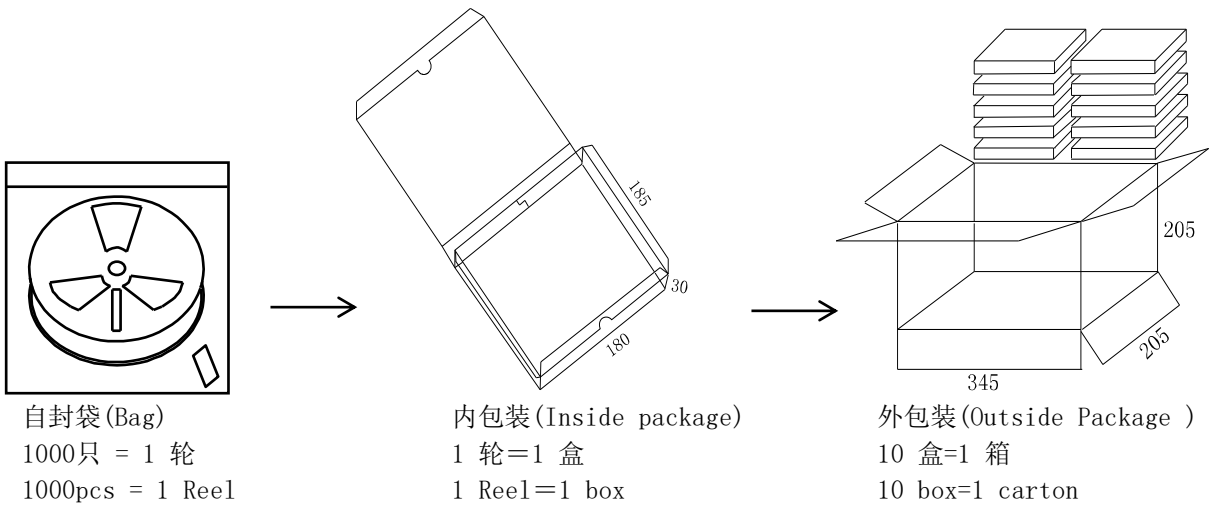 185
30
180
205
205
345
自封袋(Bag)
1000只 = 1 轮
1000pcs = 1 Reel
内包装(Inside package)
1 轮＝1 盒
1 Reel＝1 box
外包装(Outside Package )
10 盒=1 箱
10 box=1 carton